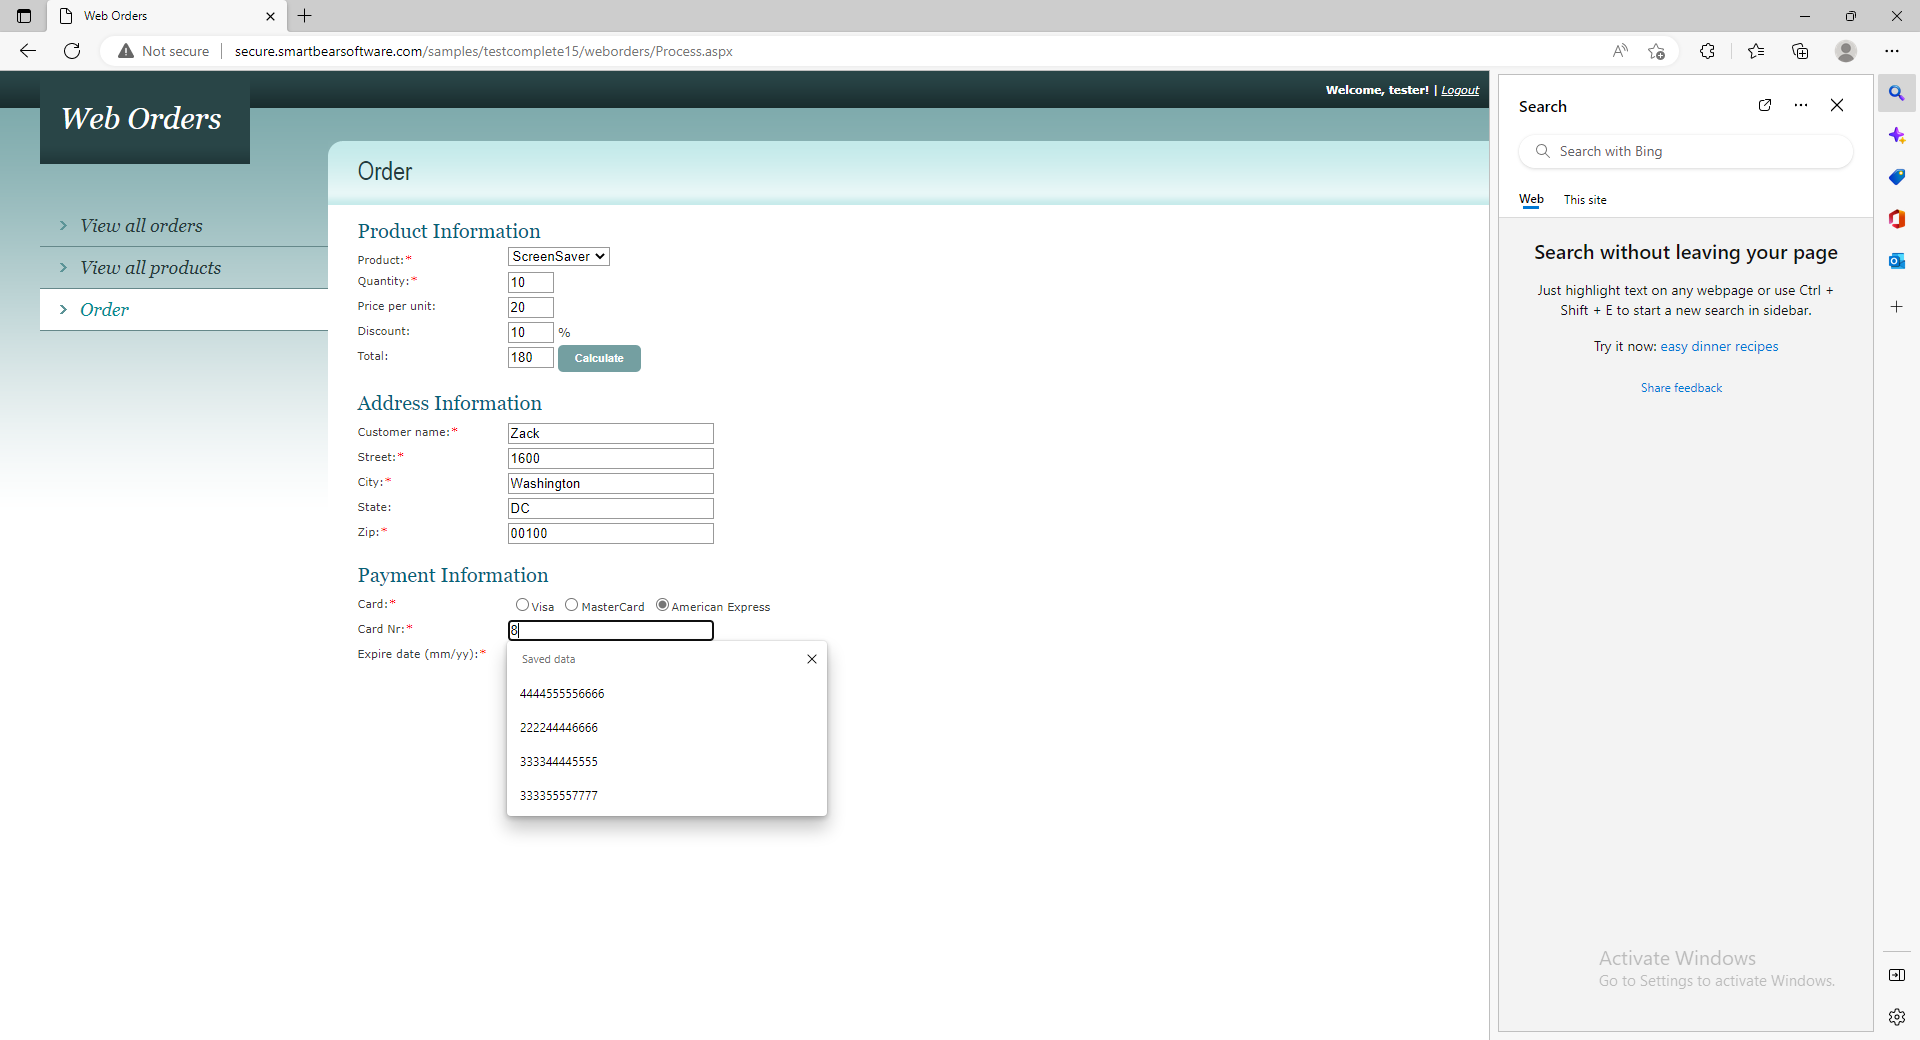 Web Orders
Not secure
secure.smartbearsoftware.com/samples/testcomplete15/weborders/Process.aspx
Welcome, tester! | Logout
Web Orders
Order
View all orders
View all products
Order
Product Information
Product:* ScreenSaver
Quantity:* 10
Price per unit: 20
Discount: 10 %
Total: 180 Calculate
Address Information
Customer name:* Zack
Street:* 1600
City:* Washington
State: DC
Zip:* 00100
Payment Information
Card:* Visa MasterCard American Express
Card Nr:* 8
Expire date (mm/yy):*
Saved data
4444555556666
222244446666
333344445555
333355557777
Search
Search with Bing
Web This site
Search without leaving your page
Just highlight text on any webpage or use Ctrl +
Shift + E to start a new search in sidebar.
Try it now: easy dinner recipes
Share feedback
Activate Windows
Go to Settings to activate Windows.